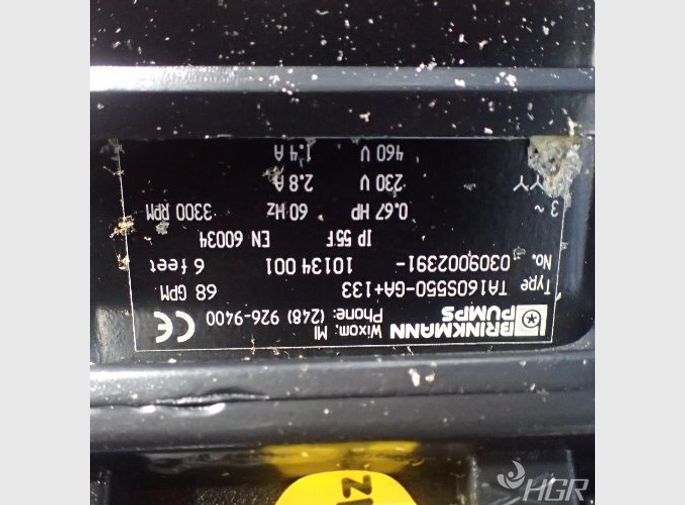 BRINKMANN
PUMPS
Wixom, MI
Phone: (248) 926-9400
CE
Type TA160S550-GA+133 68 GPM
No. 0309002391- 10134 001 6 feet
IP 55F EN 60034
3 ~ 0.67 HP 60 Hz 3300 RPM
YY 230 V 2.8 A
460 V 1.4 A
HGR